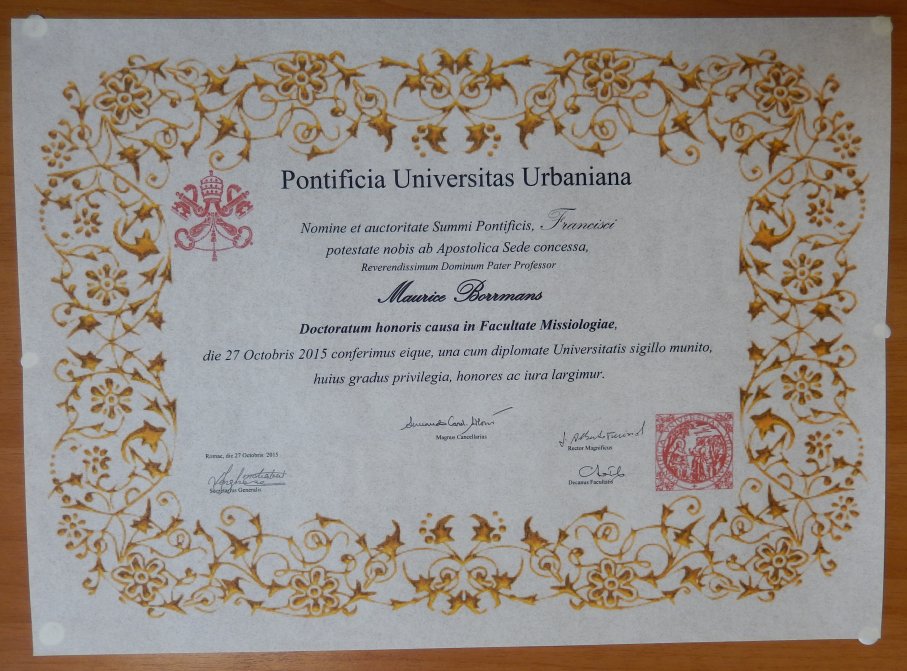 Pontificia Universitas Urbaniana
Nomine et auctoritate Summi Pontificis, Francisci
potestate nobis ab Apostolica Sede concessa,
Reverendissimum Dominum Pater Professor
Maurice Borrmans
Doctoratum honoris causa in Facultate Missiologiae,
die 27 Octobris 2015 conferimus eique, una cum diplomate Universitatis sigillo munito,
huius gradus privilegia, honores ac iura largimur.
Magnus Cancellarius
Rector Magnificus
Romae, die 27 Octobris 2015
Secretarius Generalis
Decanus Facultatis